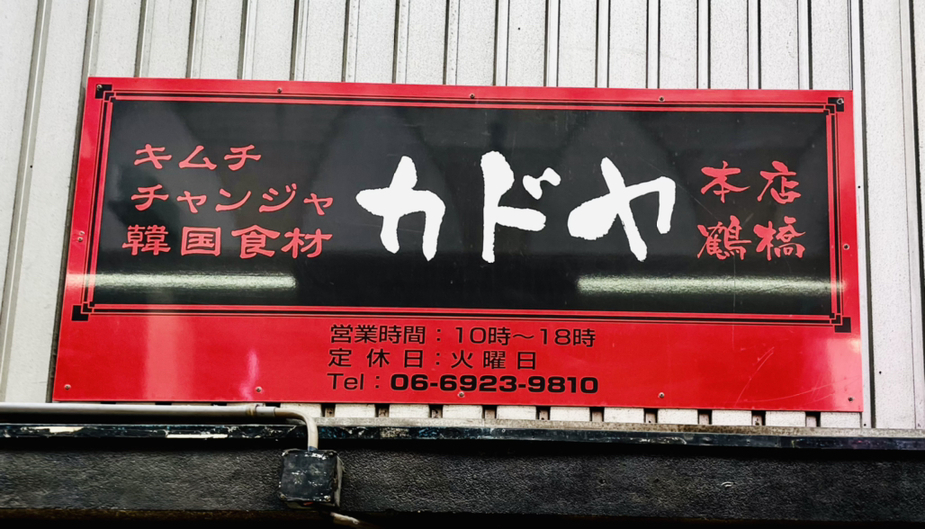 キムチ
チャンジャ
韓国食材
カドヤ
本店
鶴橋
営業時間：10時～18時
定休日：火曜日
Tel：06-6923-9810